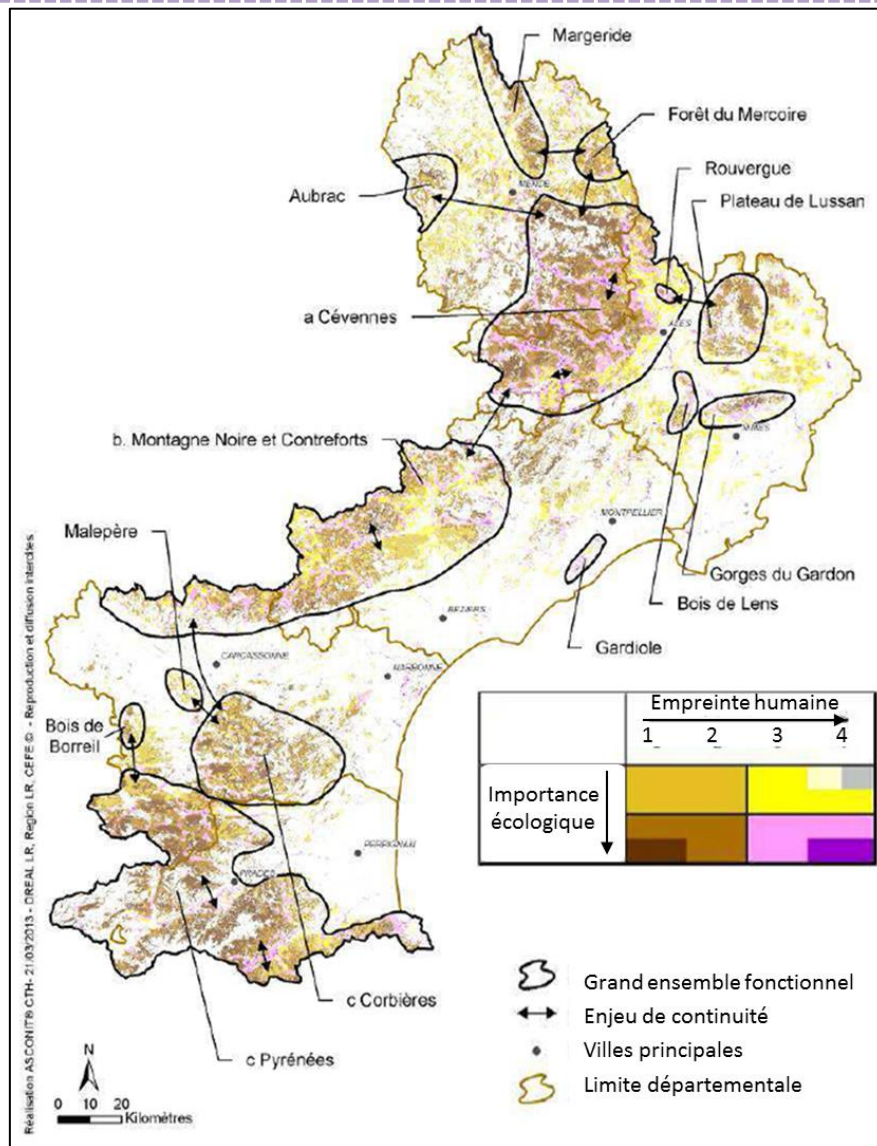 Margeride
Forêt du Mercoire
Rouvergue
Plateau de Lussan
Aubrac
MENDE
a Cévennes
ALES
b. Montagne Noire et Contreforts
NIMES
Malepère
MONTPELLIER
Gorges du Gardon
Bois de Lens
Gardiole
BEZIERS
CARCASSONNE
NARBONNE
Bois de
Borreil
PERPIGNAN
PRADES
c Corbières
c Pyrénées
Empreinte humaine
1 2 3 4
Importance
écologique
Grand ensemble fonctionnel
Enjeu de continuité
Villes principales
Limite départementale
N
0 10 20
Kilomètres
Réalisation ASCONIT® CTH- 21/03/2013 - DREAL LR, Region LR, CEFE © - Reproduction et diffusion interdites